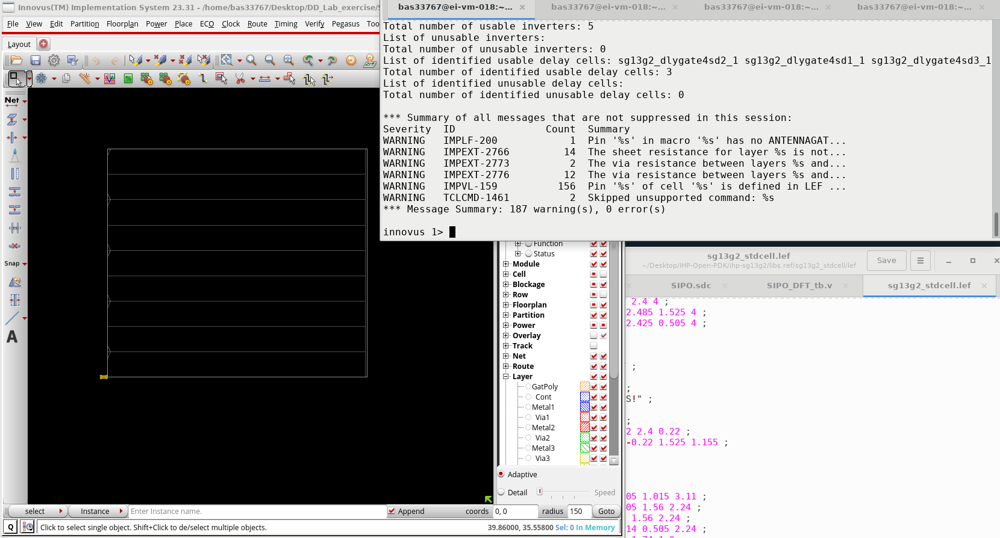 Innovus(TM) Implementation System 23.31 - /home/bas33767/Desktop/DD_Lab_exercise/
File View Edit Partition Floorplan Power Place ECO Clock Route Timing Verify Pegasus Too
Layout
Net
Snap
A
bas33767@ei-vm-018:~... × bas33767@ei-vm-018:~... × bas33767@ei-vm-018:~... × bas33767@ei-vm-018:~... ×
Total number of usable inverters: 5
List of unusable inverters:
Total number of unusable inverters: 0
List of identified usable delay cells: sg13g2_dlygate4sd2_1 sg13g2_dlygate4sd1_1 sg13g2_dlygate4sd3_1
Total number of identified usable delay cells: 3
List of identified unusable delay cells:
Total number of identified unusable delay cells: 0
*** Summary of all messages that are not suppressed in this session:
Severity ID Count Summary
WARNING IMPLF-200 1 Pin '%s' in macro '%s' has no ANTENNAGAT...
WARNING IMPEXT-2766 14 The sheet resistance for layer %s is not...
WARNING IMPEXT-2773 2 The via resistance between layers %s and...
WARNING IMPEXT-2776 12 The via resistance between layers %s and...
WARNING IMPVL-159 156 Pin '%s' of cell '%s' is defined in LEF ...
WARNING TCLCMD-1461 2 Skipped unsupported command: %s
*** Message Summary: 187 warning(s), 0 error(s)
innovus 1>
Function
Status
Module
Cell
Blockage
Row
Floorplan
Partition
Power
Overlay
Track
Net
Route
Layer
GatPoly
Cont
Metal1
Via1
Metal2
Via2
Metal3
Via3
Adaptive
Detail Speed
sg13g2_stdcell.lef
~/Desktop/IHP-Open-PDK/ihp-sg13g2/libs.ref/sg13g2_stdcell/lef
Save
SIPO.sdc × SIPO_DFT_tb.v × sg13g2_stdcell.lef ×
2.4 4 ;
2.485 1.525 4 ;
2.425 0.505 4 ;
;
;
S!" ;
;
2 2.4 0.22 ;
-0.22 1.525 1.155 ;
05 1.015 3.11 ;
05 1.56 2.24 ;
1.56 2.24 ;
14 0.505 2.24 ;
select Instance Enter Instance name. Append coords 0, 0 radius 150 Goto
Q Click to select single object. Shift+Click to de/select multiple objects. 39.86000, 35.55800 Sel: 0 In Memory